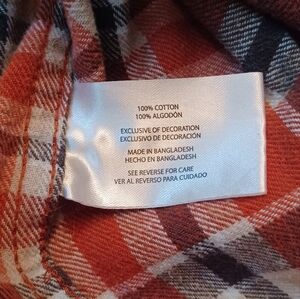 100% COTTON
100% ALGODÓN
EXCLUSIVE OF DECORATION
EXCLUSIVO DE DECORACIÓN
MADE IN BANGLADESH
HECHO EN BANGLADESH
SEE REVERSE FOR CARE
VER AL REVERSO PARA CUIDADO